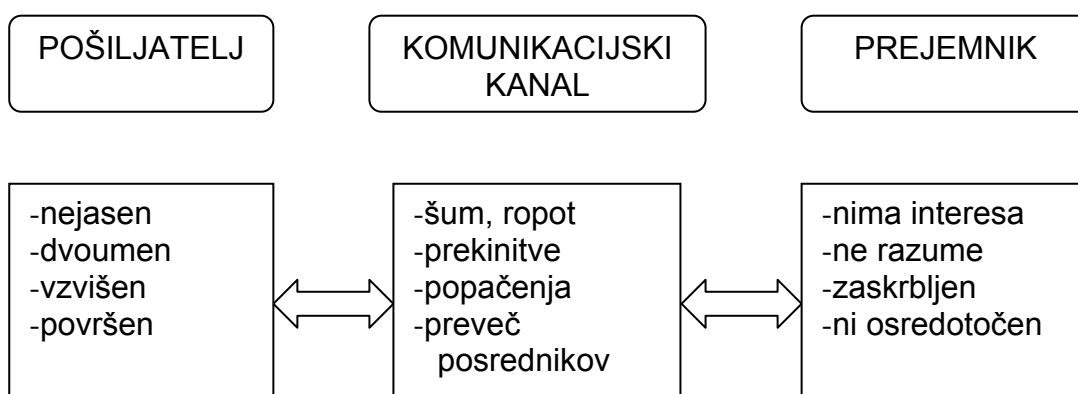 POŠILJATELJ
KOMUNIKACIJSKI
KANAL
PREJEMNIK
-nejasen
-dvoumen
-vzvišen
-površen
-šum, ropot
-prekinitve
-popačenja
-preveč
posrednikov
-nima interesa
-ne razume
-zaskrbljen
-ni osredotočen